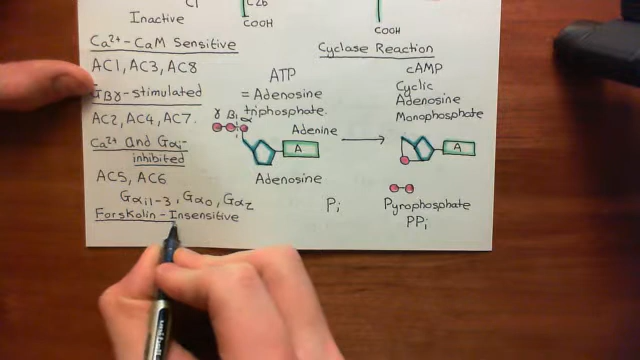 C1
C26
Inactive
COOH
COOH
Ca²⁺-CaM Sensitive
AC1, AC3, AC8
Gβγ-stimulated
AC2, AC4, AC7.
Ca²⁺ and Gαi-
inhibited
AC5, AC6
Gαi1-3, Gαo, Gαz
Forskolin-Insensitive
Cyclase Reaction
ATP
= Adenosine
triphosphate.
γ β α
Adenine
A
Adenosine
Pi
cAMP
Cyclic
Adenosine
Monophosphate
A
Pyrophosphate
PPi